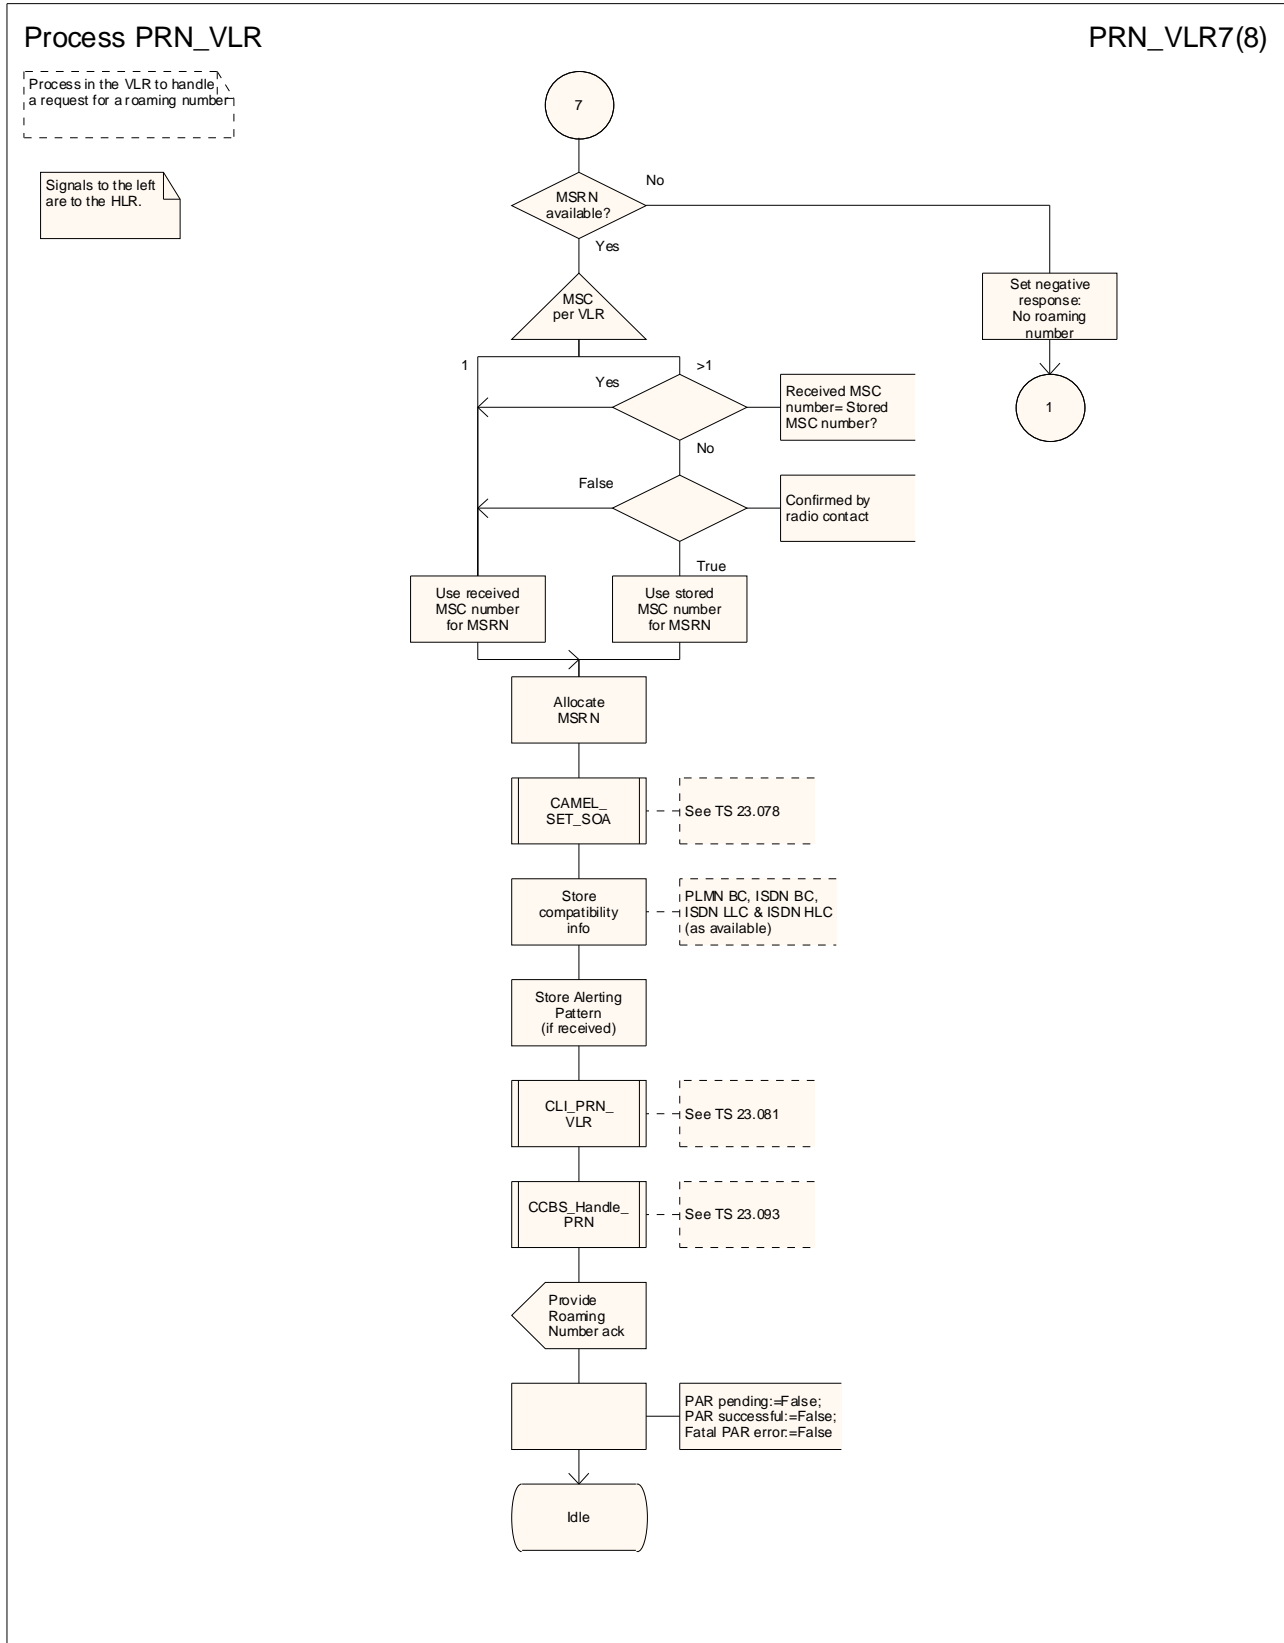 Process PRN_VLR
PRN_VLR7(8)
Process in the VLR to handle
a request for a roaming number
Signals to the left
are to the HLR.
7
MSRN
available?
No
Yes
Set negative
response:
No roaming
number
1
MSC
per VLR
1
>1
Yes
Received MSC
number= Stored
MSC number?
No
False
Confirmed by
radio contact
True
Use received
MSC number
for MSRN
Use stored
MSC number
for MSRN
Allocate
MSRN
CAMEL_
SET_SOA
See TS 23.078
Store
compatibility
info
PLMN BC, ISDN BC,
ISDN LLC & ISDN HLC
(as available)
Store Alerting
Pattern
(if received)
CLI_PRN_
VLR
See TS 23.081
CCBS_Handle_
PRN
See TS 23.093
Provide
Roaming
Number ack
PAR pending:=False;
PAR successful:=False;
Fatal PAR error:=False
Idle